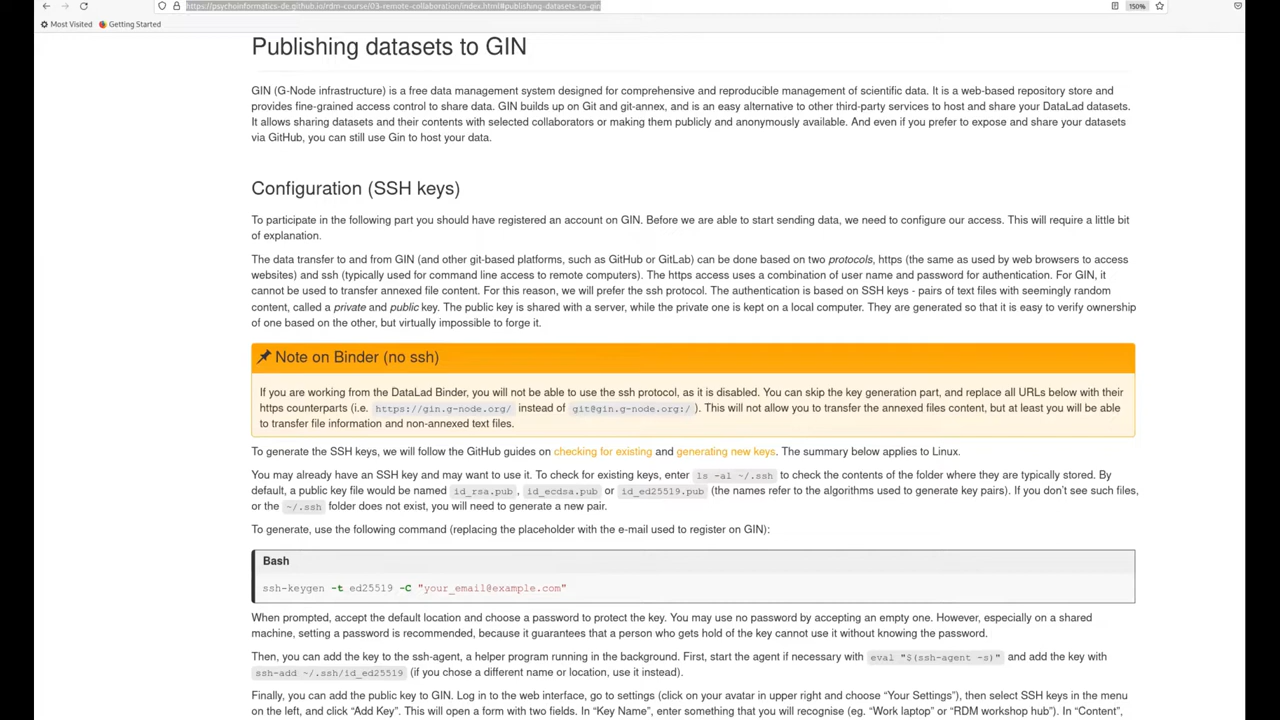 https://psychoinformatics-de.github.io/rdm-course/03-remote-collaboration/index.html#publishing-datasets-to-gin
150%
Most Visited
Getting Started
Publishing datasets to GIN
GIN (G-Node infrastructure) is a free data management system designed for comprehensive and reproducible management of scientific data. It is a web-based repository store and
provides fine-grained access control to share data. GIN builds up on Git and git-annex, and is an easy alternative to other third-party services to host and share your DataLad datasets.
It allows sharing datasets and their contents with selected collaborators or making them publicly and anonymously available. And even if you prefer to expose and share your datasets
via GitHub, you can still use Gin to host your data.
Configuration (SSH keys)
To participate in the following part you should have registered an account on GIN. Before we are able to start sending data, we need to configure our access. This will require a little bit
of explanation.
The data transfer to and from GIN (and other git-based platforms, such as GitHub or GitLab) can be done based on two protocols, https (the same as used by web browsers to access
websites) and ssh (typically used for command line access to remote computers). The https access uses a combination of user name and password for authentication. For GIN, it
cannot be used to transfer annexed file content. For this reason, we will prefer the ssh protocol. The authentication is based on SSH keys - pairs of text files with seemingly random
content, called a private and public key. The public key is shared with a server, while the private one is kept on a local computer. They are generated so that it is easy to verify ownership
of one based on the other, but virtually impossible to forge it.
Note on Binder (no ssh)
If you are working from the DataLad Binder, you will not be able to use the ssh protocol, as it is disabled. You can skip the key generation part, and replace all URLs below with their
https counterparts (i.e. https://gin.g-node.org/ instead of git@gin.g-node.org:/ ). This will not allow you to transfer the annexed files content, but at least you will be able
to transfer file information and non-annexed text files.
To generate the SSH keys, we will follow the GitHub guides on checking for existing and generating new keys. The summary below applies to Linux.
You may already have an SSH key and may want to use it. To check for existing keys, enter ls -al ~/.ssh to check the contents of the folder where they are typically stored. By
default, a public key file would be named id_rsa.pub, id_ecdsa.pub or id_ed25519.pub (the names refer to the algorithms used to generate key pairs). If you don't see such files,
or the ~/.ssh folder does not exist, you will need to generate a new pair.
To generate, use the following command (replacing the placeholder with the e-mail used to register on GIN):
Bash
ssh-keygen -t ed25519 -C "your_email@example.com"
When prompted, accept the default location and choose a password to protect the key. You may use no password by accepting an empty one. However, especially on a shared
machine, setting a password is recommended, because it guarantees that a person who gets hold of the key cannot use it without knowing the password.
Then, you can add the key to the ssh-agent, a helper program running in the background. First, start the agent if necessary with eval "$(ssh-agent -s)" and add the key with
ssh-add ~/.ssh/id_ed25519 (if you chose a different name or location, use it instead).
Finally, you can add the public key to GIN. Log in to the web interface, go to settings (click on your avatar in upper right and choose “Your Settings”), then select SSH keys in the menu
on the left, and click “Add Key”. This will open a form with two fields. In “Key Name”, enter something that you will recognise (eg. “Work laptop” or “RDM workshop hub”). In “Content”,